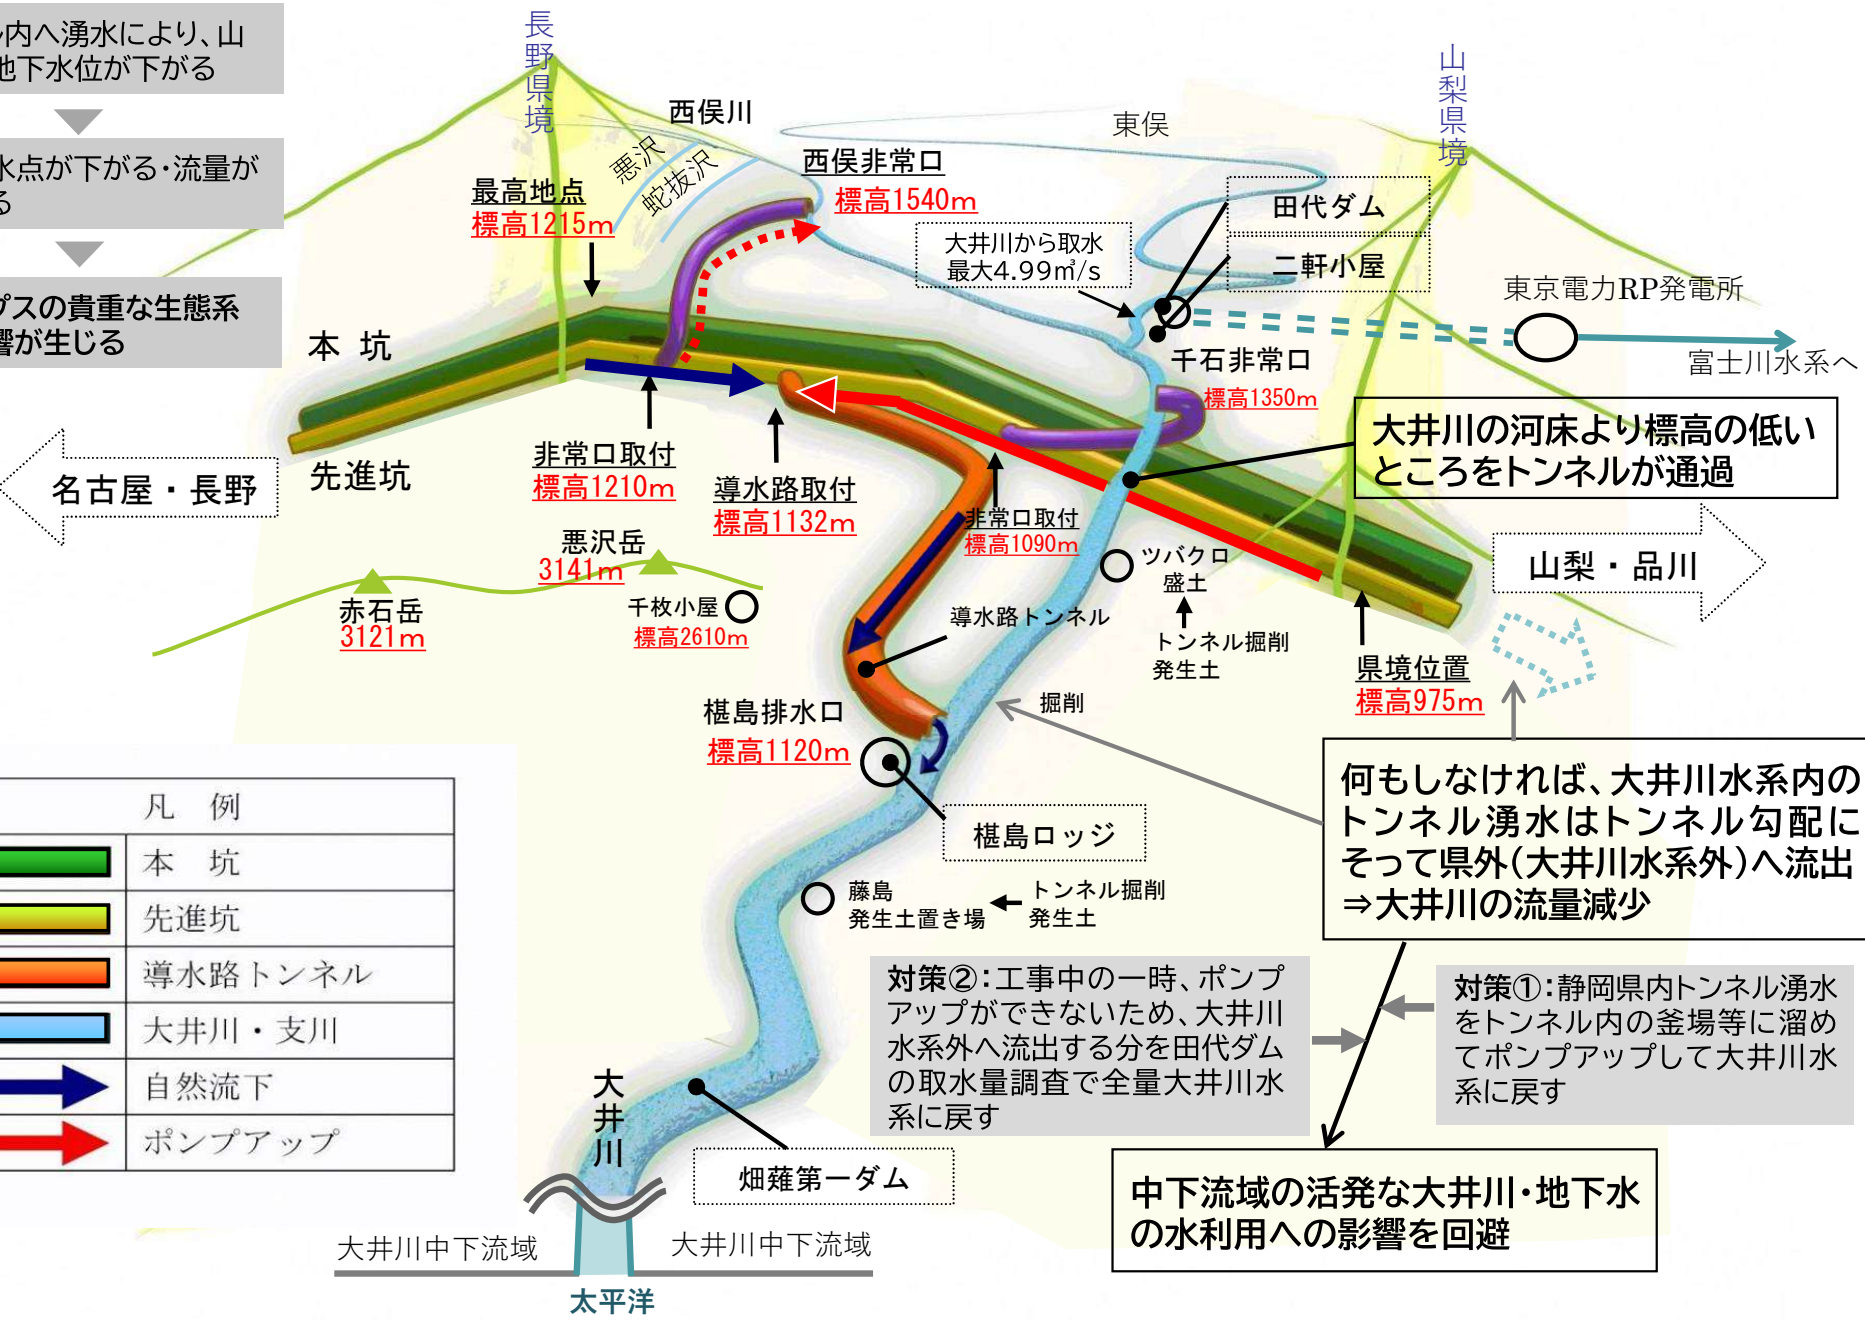 内へ湧水により、山
地下水位が下がる
水点が下がる・流量が
る
プスの貴重な生態系
響が生じる
長野県境
西俣川
悪沢
蛇抜沢
東俣
山梨県境
西俣非常口
標高1540m
最高地点
標高1215m
大井川から取水
最大4.99㎥/s
田代ダム
二軒小屋
東京電力RP発電所
富士川水系へ
千石非常口
標高1350m
本 坑
先進坑
名古屋・長野
非常口取付
標高1210m
導水路取付
標高1132m
非常口取付
標高1090m
大井川の河床より標高の低い
ところをトンネルが通過
山梨・品川
悪沢岳
3141m
赤石岳
3121m
千枚小屋
標高2610m
導水路トンネル
ツバクロ
盛土
トンネル掘削
発生土
県境位置
標高975m
椹島排水口
標高1120m
掘削
椹島ロッジ
何もしなければ、大井川水系内の
トンネル湧水はトンネル勾配に
そって県外(大井川水系外)へ流出
⇒大井川の流量減少
藤島
発生土置き場
トンネル掘削
発生土
凡 例
本 坑
先進坑
導水路トンネル
大井川・支川
自然流下
ポンプアップ
対策②:工事中の一時、ポンプ
アップができないため、大井川
水系外へ流出する分を田代ダム
の取水量調査で全量大井川水
系に戻す
対策①:静岡県内トンネル湧水
をトンネル内の釜場等に溜め
てポンプアップして大井川水
系に戻す
大井川
畑薙第一ダム
中下流域の活発な大井川・地下水
の水利用への影響を回避
大井川中下流域
大井川中下流域
太平洋